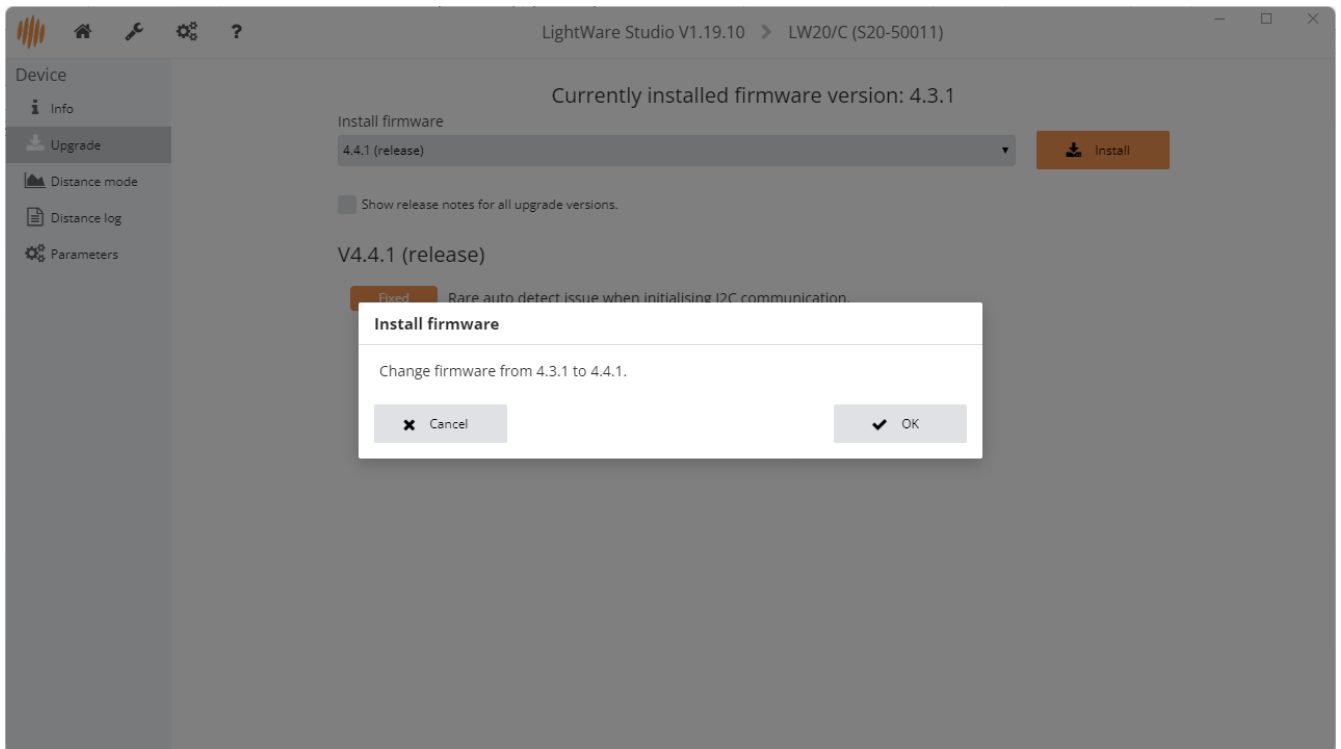 ?
LightWare Studio V1.19.10 > LW20/C (S20-50011)
Device
Info
Upgrade
Distance mode
Distance log
Parameters
Currently installed firmware version: 4.3.1
Install firmware
4.4.1 (release)
Install
Show release notes for all upgrade versions.
V4.4.1 (release)
Fixed Rare auto detect issue when initialising I2C communication.
Install firmware
Change firmware from 4.3.1 to 4.4.1.
Cancel
OK